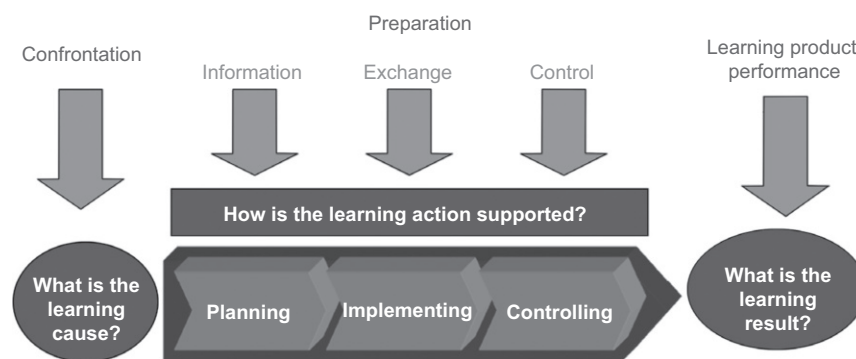 Preparation
Confrontation
Learning product
performance
Information
Exchange
Control
How is the learning action supported?
What is the
learning
cause?
Planning
Implementing
Controlling
What is the
learning
result?